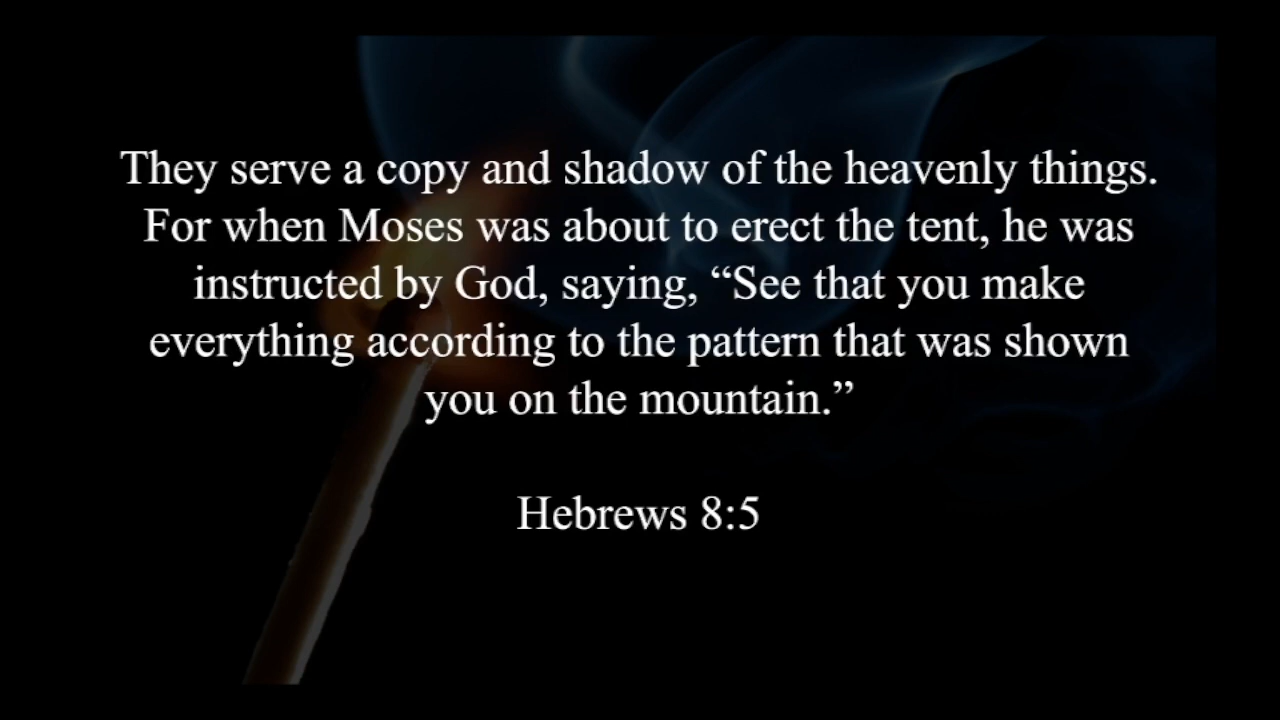 They serve a copy and shadow of the heavenly things.
For when Moses was about to erect the tent, he was
instructed by God, saying, “See that you make
everything according to the pattern that was shown
you on the mountain.”
Hebrews 8:5